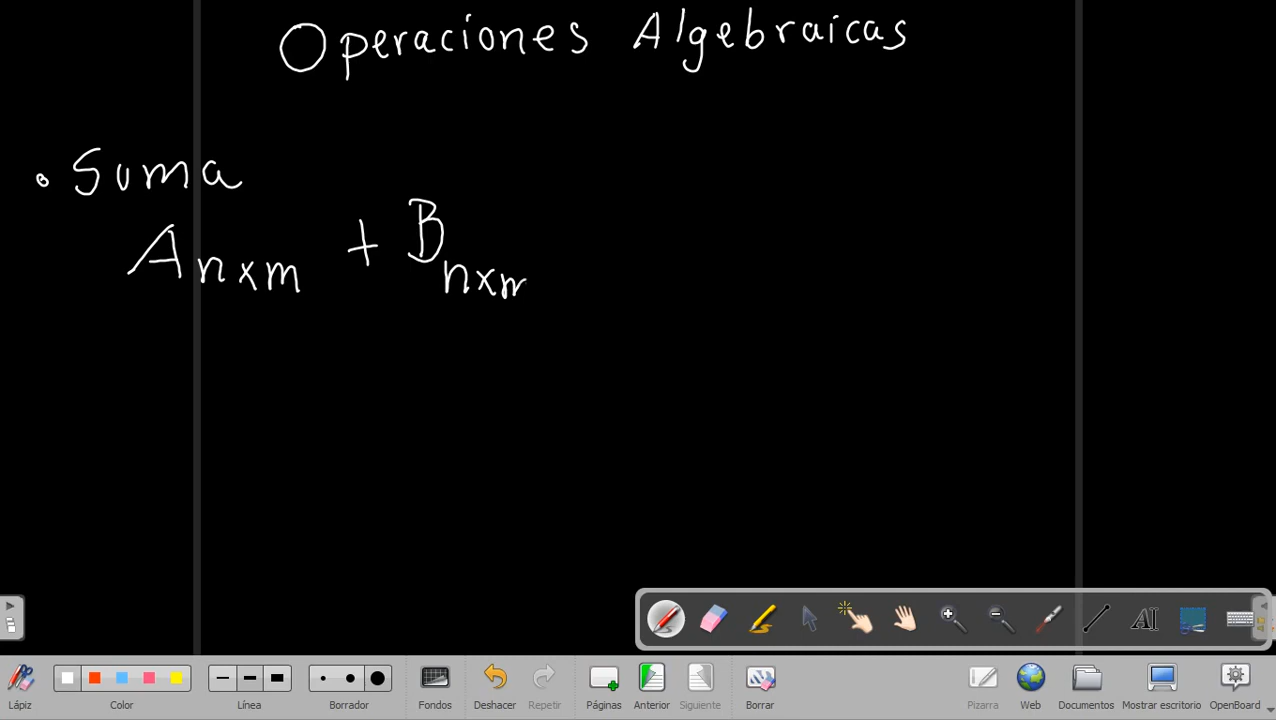 Operaciones Algebraicas
• Suma
Anxm + Bnxm
AI
Lápiz
Color
Línea
Borrador
Fondos
Deshacer
Repetir
Páginas
Anterior
Siguiente
Borrar
Pizarra
Web
Documentos
Mostrar escritorio
OpenBoard